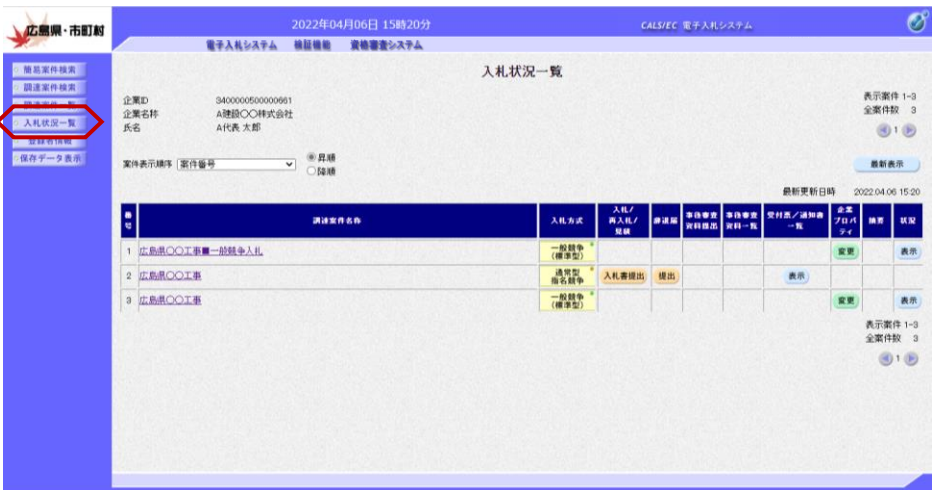 広島県・市町村
2022年04月06日 15時20分
CALS/EC 電子入札システム
電子入札システム 検証機能 資格審査システム
簡易案件検索
調達案件検索
調達案件一覧
入札状況一覧
登録者情報
保存データ表示
入札状況一覧
企業ID 3400000500000661
企業名称 A建設〇〇株式会社
氏名 A代表 太郎
表示案件 1-3
全案件数 3
1
案件表示順序 案件番号
昇順
降順
最新表示
最新更新日時 2022.04.06 15:20
番号 調達案件名称 入札方式 入札/再入札/見積 辞退届 事後審査資料提出 事後審査資料一覧 受付票/通知書一覧 企業プロパティ 摘要 状況
1 広島県〇〇工事■一般競争入札 一般競争(標準型) 変更 表示
2 広島県〇〇工事 通常型指名競争 入札書提出 提出 表示
3 広島県〇〇工事 一般競争(標準型) 変更 表示
表示案件 1-3
全案件数 3
1